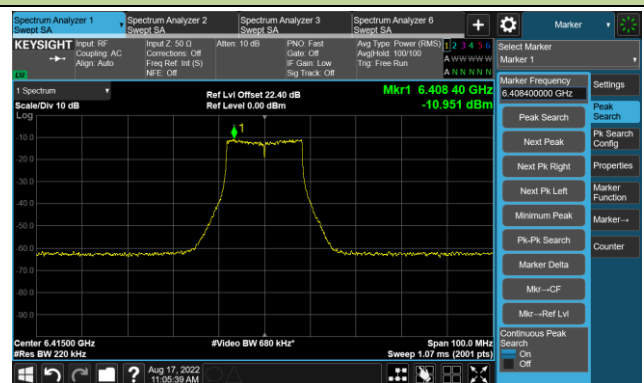 Spectrum Analyzer 1
Swept SA
Spectrum Analyzer 2
Swept SA
Spectrum Analyzer 3
Swept SA
Spectrum Analyzer 6
Swept SA
+
Marker
KEYSIGHT
Input: RF
Coupling: AC
Align: Auto
Input Z: 50 Ω
Corrections: Off
Freq Ref: Int (S)
NFE: Off
Atten: 10 dB
PNO: Fast
Gate: Off
IF Gain: Low
Sig Track: Off
Avg Type: Power (RMS)
Avg|Hold: 100/100
Trig: Free Run
1 2 3 4 5 6
A W W W W W
A N N N N N
Select Marker
Marker 1
1 Spectrum
Scale/Div 10 dB
Log
Ref Lvl Offset 22.40 dB
Ref Level 0.00 dBm
Mkr1 6.408 40 GHz
-10.951 dBm
1
-10.0
-20.0
-30.0
-40.0
-50.0
-60.0
-70.0
-80.0
-90.0
Center 6.41500 GHz
#Res BW 220 kHz
#Video BW 680 kHz*
Span 100.0 MHz
Sweep 1.07 ms (2001 pts)
Marker Frequency
6.408400000 GHz
Peak Search
Next Peak
Next Pk Right
Next Pk Left
Minimum Peak
Pk-Pk Search
Marker Delta
Mkr→CF
Mkr→Ref Lvl
Continuous Peak
Search
On
Off
Settings
Peak
Search
Pk Search
Config
Properties
Marker
Function
Marker→
Counter
Aug 17, 2022
11:05:39 AM